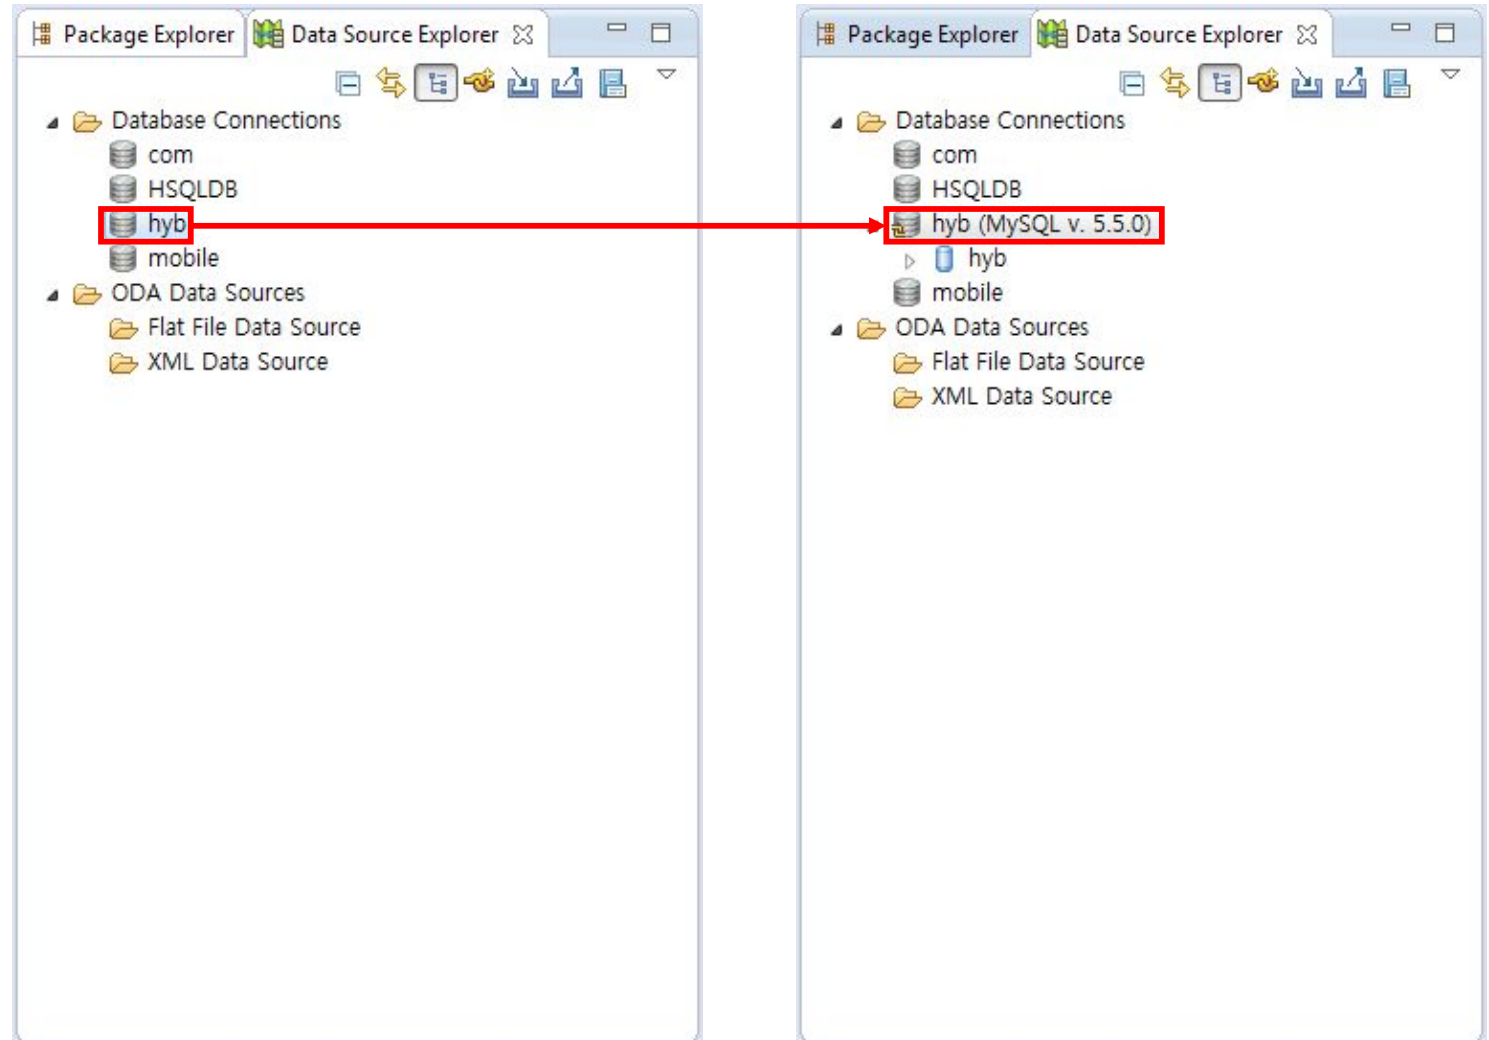 Package Explorer
Data Source Explorer
Database Connections
com
HSQLDB
hyb
mobile
ODA Data Sources
Flat File Data Source
XML Data Source
Package Explorer
Data Source Explorer
Database Connections
com
HSQLDB
hyb (MySQL v. 5.5.0)
hyb
mobile
ODA Data Sources
Flat File Data Source
XML Data Source